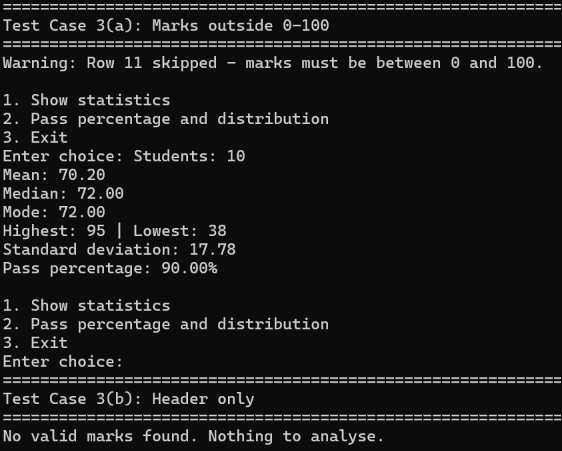 ============================================================
Test Case 3(a): Marks outside 0-100
============================================================
Warning: Row 11 skipped - marks must be between 0 and 100.

1. Show statistics
2. Pass percentage and distribution
3. Exit
Enter choice: Students: 10
Mean: 70.20
Median: 72.00
Mode: 72.00
Highest: 95 | Lowest: 38
Standard deviation: 17.78
Pass percentage: 90.00%

1. Show statistics
2. Pass percentage and distribution
3. Exit
Enter choice:
============================================================
Test Case 3(b): Header only
============================================================
No valid marks found. Nothing to analyse.